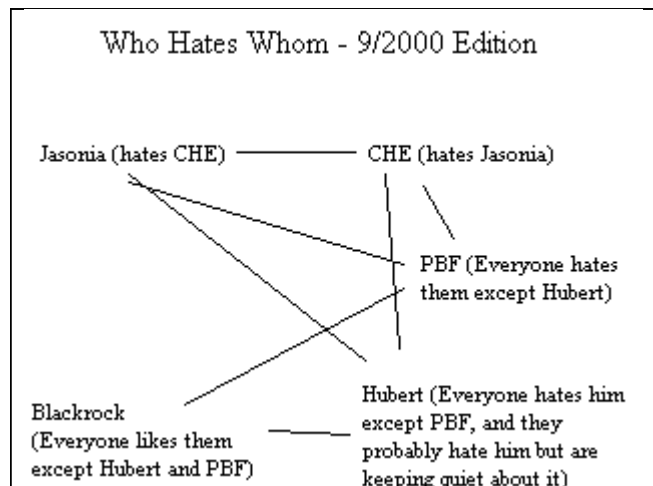 Who Hates Whom - 9/2000 Edition
Jasonia (hates CHE)
CHE (hates Jasonia)
PBF (Everyone hates
them except Hubert)
Blackrock
(Everyone likes them
except Hubert and PBF)
Hubert (Everyone hates him
except PBF, and they
probably hate him but are
keeping quiet about it)